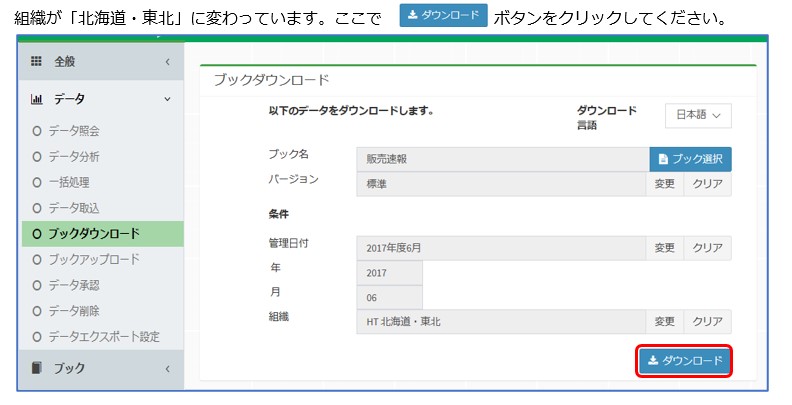 組織が「北海道・東北」に変わっています。ここで ダウンロード ボタンをクリックしてください。
全般
データ
データ照会
データ分析
一括処理
データ取込
ブックダウンロード
ブックアップロード
データ承認
データ削除
データエクスポート設定
ブック
ブックダウンロード
以下のデータをダウンロードします。
ダウンロード
言語
日本語
ブック名 販売速報 ブック選択
バージョン 標準 変更 クリア
条件
管理日付 2017年度6月 変更 クリア
年 2017
月 06
組織 HT 北海道・東北 変更 クリア
ダウンロード